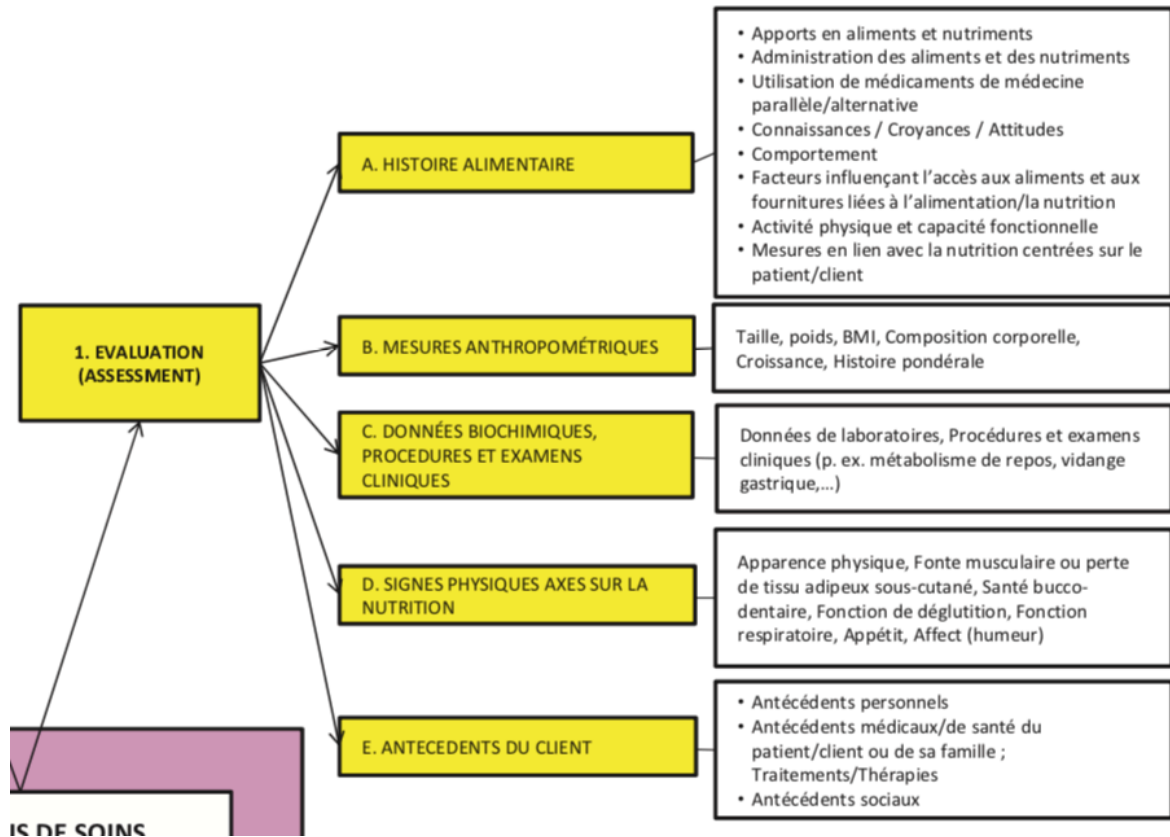 1. EVALUATION
(ASSESSMENT)
A. HISTOIRE ALIMENTAIRE
• Apports en aliments et nutriments
• Administration des aliments et des nutriments
• Utilisation de médicaments de médecine
parallèle/alternative
• Connaissances / Croyances / Attitudes
• Comportement
• Facteurs influençant l'accès aux aliments et aux
fournitures liées à l'alimentation/la nutrition
• Activité physique et capacité fonctionnelle
• Mesures en lien avec la nutrition centrées sur le
patient/client
B. MESURES ANTHROPOMÉTRIQUES
Taille, poids, BMI, Composition corporelle,
Croissance, Histoire pondérale
C. DONNÉES BIOCHIMIQUES,
PROCEDURES ET EXAMENS
CLINIQUES
Données de laboratoires, Procédures et examens
cliniques (p. ex. métabolisme de repos, vidange
gastrique,...)
D. SIGNES PHYSIQUES AXES SUR LA
NUTRITION
Apparence physique, Fonte musculaire ou perte
de tissu adipeux sous-cutané, Santé bucco-
dentaire, Fonction de déglutition, Fonction
respiratoire, Appétit, Affect (humeur)
E. ANTECEDENTS DU CLIENT
• Antécédents personnels
• Antécédents médicaux/de santé du
patient/client ou de sa famille ;
Traitements/Thérapies
• Antécédents sociaux
DE SOINS